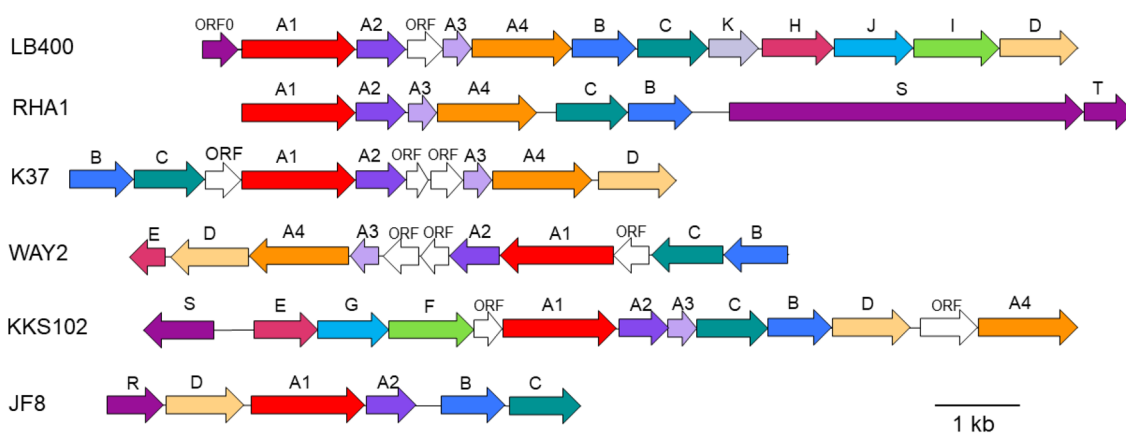 ORF0 A1 A2 ORF A3 A4 B C K H J I D
LB400
A1 A2 A3 A4 C B S T
RHA1
B C ORF A1 A2 ORF ORF A3 A4 D
K37
E D A4 A3 ORF ORF A2 A1 ORF C B
WAY2
S E G F ORF A1 A2 A3 C B D ORF A4
KKS102
R D A1 A2 B C
JF8
1 kb